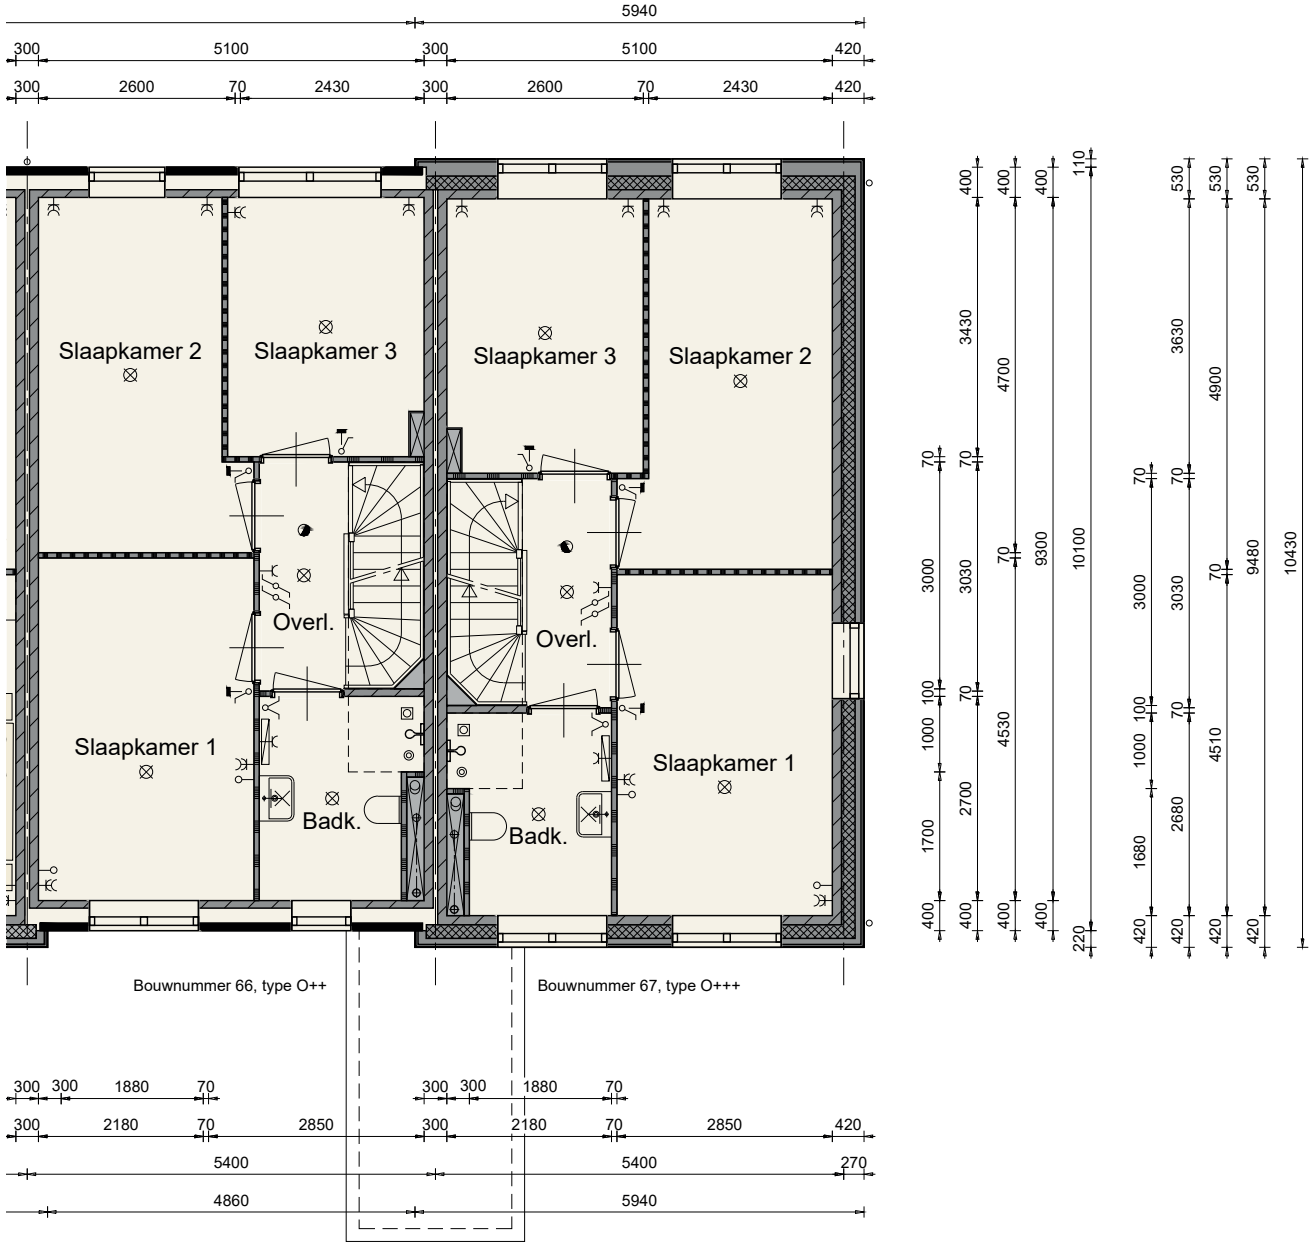 5940
300 5100 300 5100 420
300 2600 70 2430 300 2600 70 2430 420
400 400 400 110 530 530 530
3430 4700 3630 4900
Slaapkamer 2 Slaapkamer 3 Slaapkamer 3 Slaapkamer 2
70 70 70 70
3000 3030 70 9300 10100 3000 3030 70 9480 10430
Overl. Overl.
100 70 100 70
1000 4530 1000 4510
Slaapkamer 1 Slaapkamer 1
2700 2680
Badk. Badk.
1700 1680
400 400 400 400 220 420 420 420 420
Bouwnummer 66, type O++ Bouwnummer 67, type O+++
300 300 1880 70 300 300 1880 70
300 2180 70 2850 300 2180 70 2850 420
5400 5400 270
4860 5940